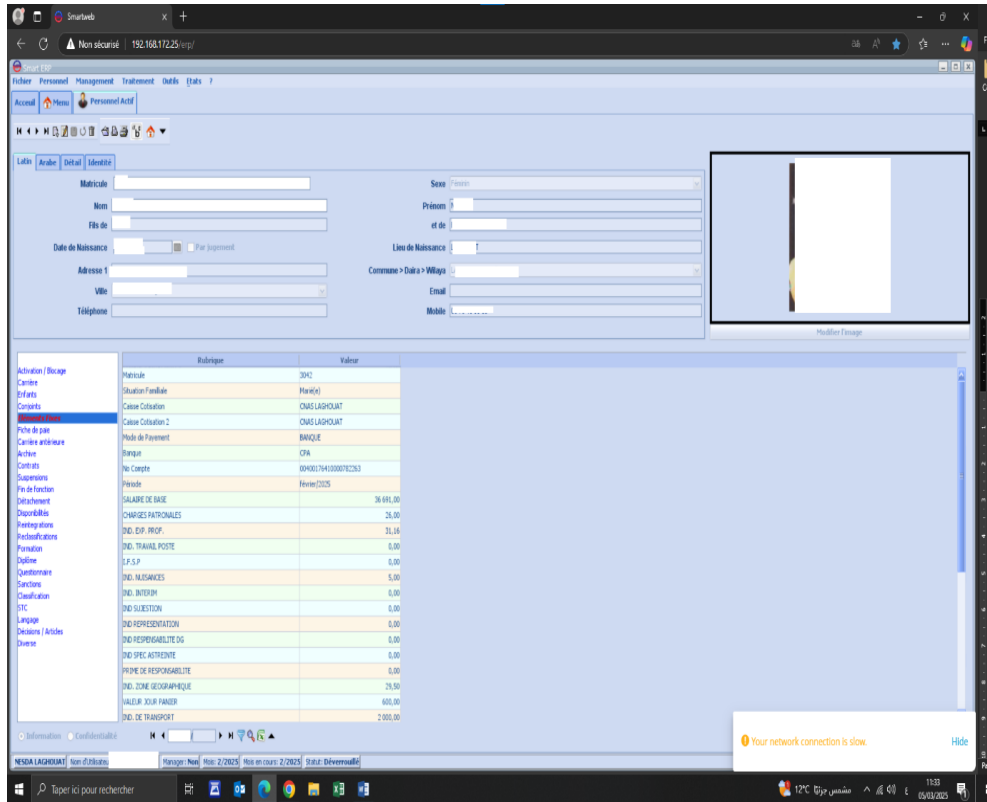 Smartweb
Non sécurisé 192.168.172.25/erp/
Smart ERP
Fichier Personnel Management Traitement Outils Etats ?
Acceuil Menu Personnel Actif
Latin Arabe Détail Identité
Matricule Sexe Féminin
Nom Prénom
Fils de et de
Date de Naissance Par jugement Lieu de Naissance
Adresse 1 Commune > Daira > Wilaya
Ville Email
Téléphone Mobile
Modifier l'image
Rubrique Valeur
Activation / Blocage
Carrière
Enfants
Conjoints
Fiche de paie
Carrière antérieure
Archive
Contrats
Suspensions
Fin de fonction
Détachement
Disponibilités
Reintegrations
Reclassifications
Formation
Diplôme
Questionnaire
Sanctions
Classification
STC
Langage
Décisions / Articles
Diverse
Matricule 3042
Situation Familiale Marié(e)
Caisse Cotisation CNAS LAGHOUAT
Caisse Cotisation 2 CNAS LAGHOUAT
Mode de Payement BANQUE
Banque CPA
No Compte 00400176410000782263
Période février/2025
SALAIRE DE BASE 36 691,00
CHARGES PATRONALES 26,00
IND. EXP. PROF. 31,16
IND. TRAVAIL POSTE 0,00
I.F.S.P 0,00
IND. NUISANCES 5,00
IND. INTERIM 0,00
IND SUJESTION 0,00
IND REPRESENTATION 0,00
IND RESPENSABILITE DG 0,00
IND SPEC ASTREINTE 0,00
PRIME DE RESPONSABILITE 0,00
IND. ZONE GEOGRAPHIQUE 29,50
VALEUR JOUR PANIER 600,00
IND. DE TRANSPORT 2 000,00
Information Confidentialité
Your network connection is slow. Hide
NESDA LAGHOUAT Nom d'Utilisateu Manager: Non Mois: 2/2025 Mois en cours: 2/2025 Statut: Déverrouillé
Taper ici pour rechercher
12°C مشمس جزئيًا
11:33
05/03/2025